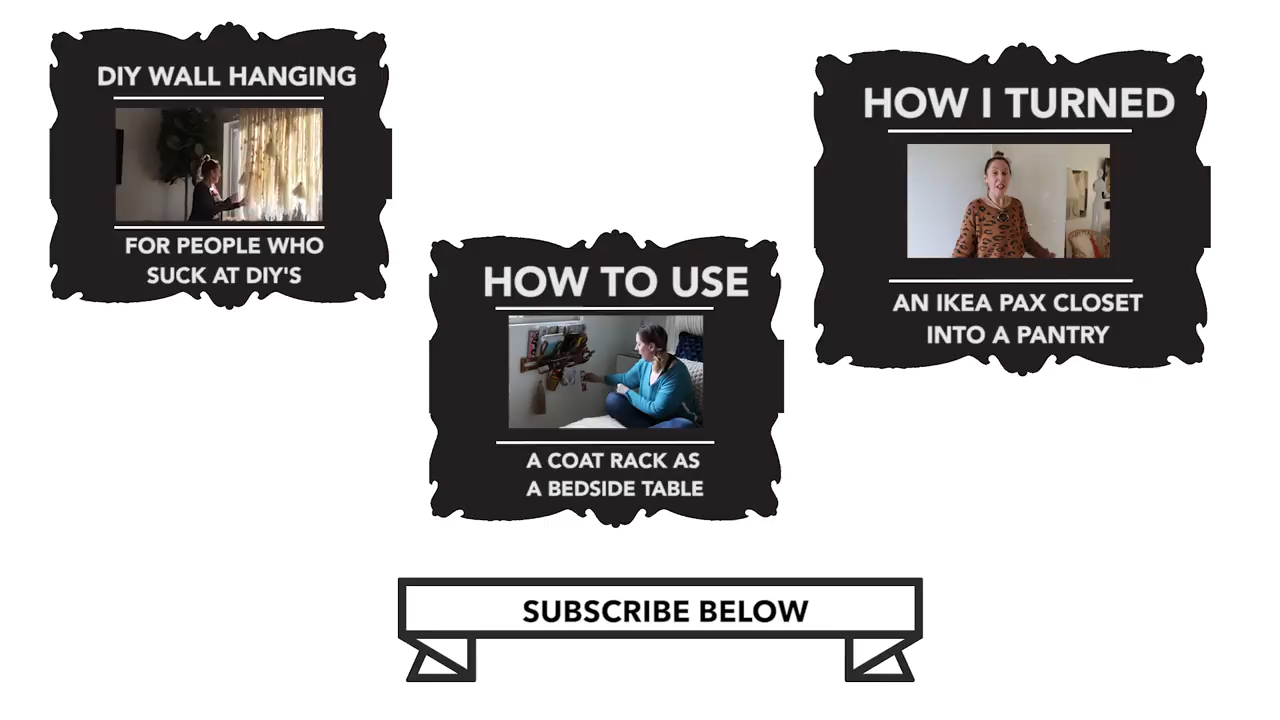 DIY WALL HANGING
FOR PEOPLE WHO
SUCK AT DIY'S
HOW TO USE
A COAT RACK AS
A BEDSIDE TABLE
HOW I TURNED
AN IKEA PAX CLOSET
INTO A PANTRY
SUBSCRIBE BELOW